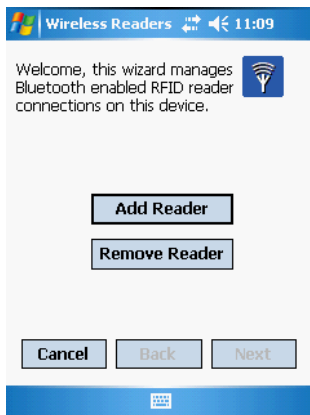 Wireless Readers 11:09
Welcome, this wizard manages
Bluetooth enabled RFID reader
connections on this device.
Add Reader
Remove Reader
Cancel Back Next